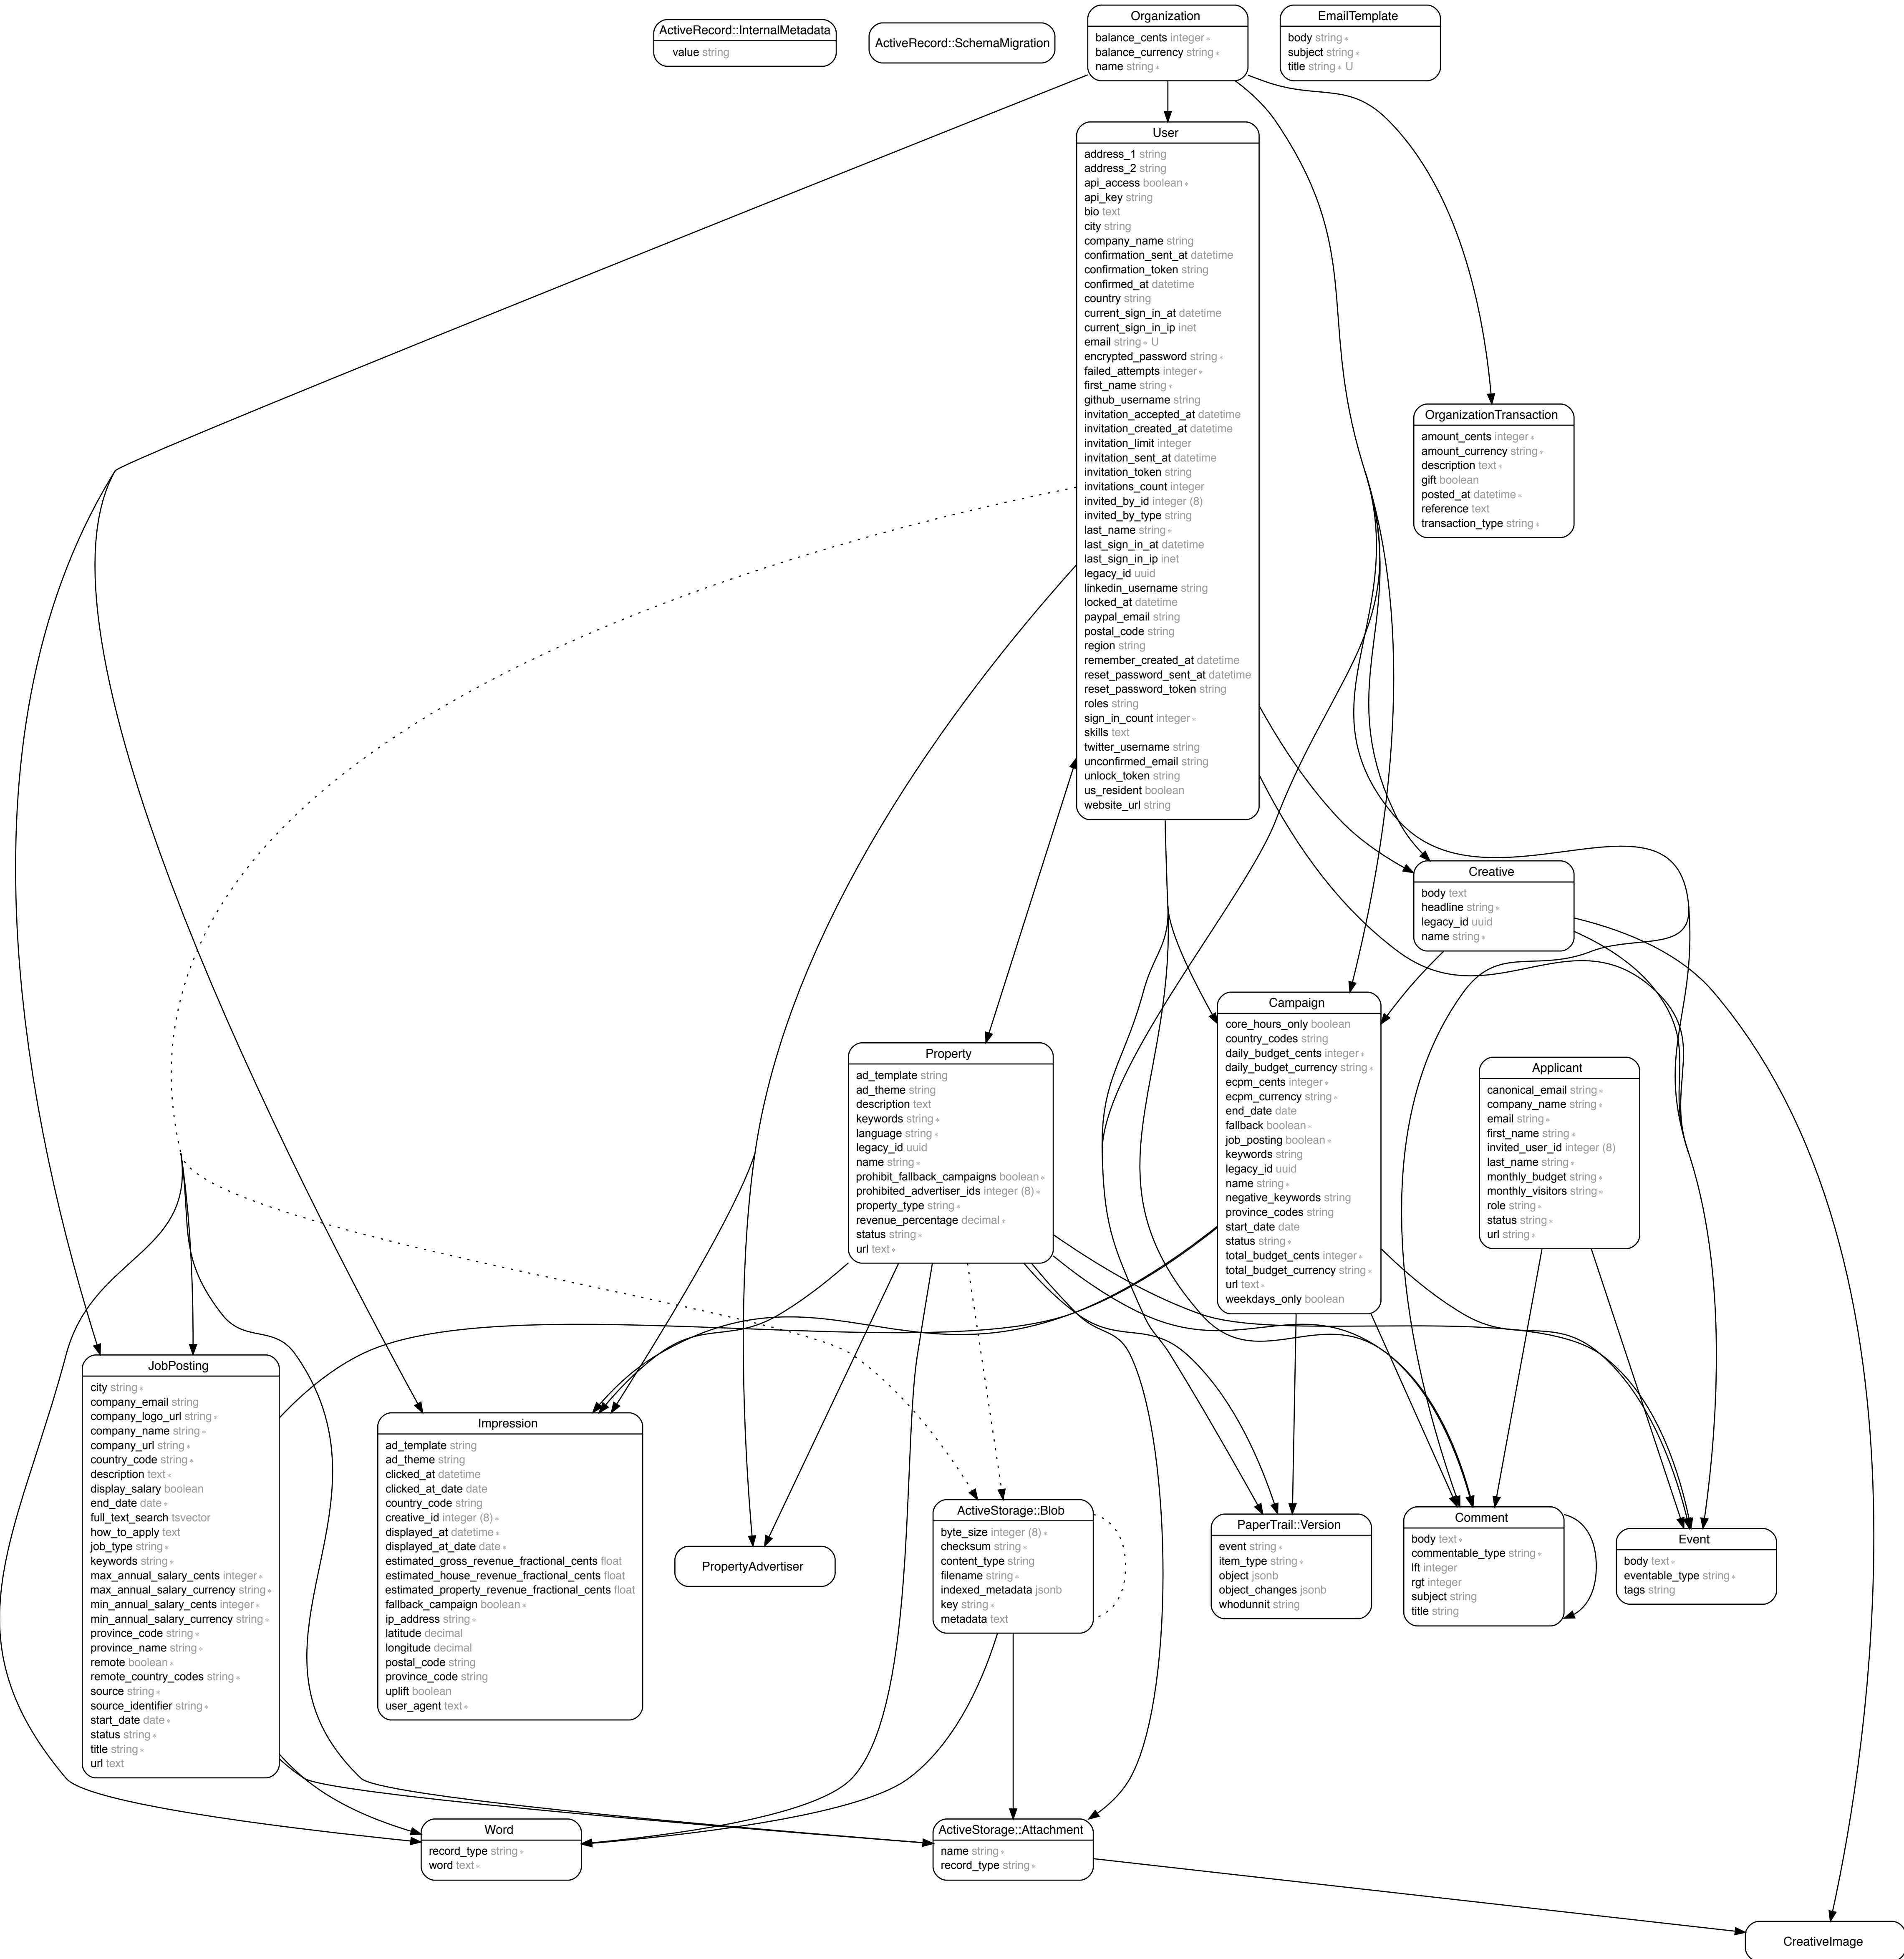 ActiveRecord::InternalMetadata
value string
ActiveRecord::SchemaMigration
Organization
balance_cents integer *
balance_currency string *
name string *
EmailTemplate
body string *
subject string *
title string * U
User
address_1 string
address_2 string
api_access boolean *
api_key string
bio text
city string
company_name string
confirmation_sent_at datetime
confirmation_token string
confirmed_at datetime
country string
current_sign_in_at datetime
current_sign_in_ip inet
email string * U
encrypted_password string *
failed_attempts integer *
first_name string *
github_username string
invitation_accepted_at datetime
invitation_created_at datetime
invitation_limit integer
invitation_sent_at datetime
invitation_token string
invitations_count integer
invited_by_id integer (8)
invited_by_type string
last_name string *
last_sign_in_at datetime
last_sign_in_ip inet
legacy_id uuid
linkedin_username string
locked_at datetime
paypal_email string
postal_code string
region string
remember_created_at datetime
reset_password_sent_at datetime
reset_password_token string
roles string
sign_in_count integer *
skills text
twitter_username string
unconfirmed_email string
unlock_token string
us_resident boolean
website_url string
OrganizationTransaction
amount_cents integer *
amount_currency string *
description text *
gift boolean
posted_at datetime *
reference text
transaction_type string *
Creative
body text
headline string *
legacy_id uuid
name string *
Campaign
core_hours_only boolean
country_codes string
daily_budget_cents integer *
daily_budget_currency string *
ecpm_cents integer *
ecpm_currency string *
end_date date
fallback boolean *
job_posting boolean *
keywords string
legacy_id uuid
name string *
negative_keywords string
province_codes string
start_date date
status string *
total_budget_cents integer *
total_budget_currency string *
url text *
weekdays_only boolean
Property
ad_template string
ad_theme string
description text
keywords string *
language string *
legacy_id uuid
name string *
prohibit_fallback_campaigns boolean *
prohibited_advertiser_ids integer (8) *
property_type string *
revenue_percentage decimal *
status string *
url text *
Applicant
canonical_email string *
company_name string *
email string *
first_name string *
invited_user_id integer (8)
last_name string *
monthly_budget string *
monthly_visitors string *
role string *
status string *
url string *
JobPosting
city string *
company_email string
company_logo_url string *
company_name string *
company_url string *
country_code string *
description text *
display_salary boolean
end_date date *
full_text_search tsvector
how_to_apply text
job_type string *
keywords string *
max_annual_salary_cents integer *
max_annual_salary_currency string *
min_annual_salary_cents integer *
min_annual_salary_currency string *
province_code string *
province_name string *
remote boolean *
remote_country_codes string *
source string *
source_identifier string *
start_date date *
status string *
title string *
url text
Impression
ad_template string
ad_theme string
clicked_at datetime
clicked_at_date date
country_code string
creative_id integer (8) *
displayed_at datetime *
displayed_at_date date *
estimated_gross_revenue_fractional_cents float
estimated_house_revenue_fractional_cents float
estimated_property_revenue_fractional_cents float
fallback_campaign boolean *
ip_address string *
latitude decimal
longitude decimal
postal_code string
province_code string
uplift boolean
user_agent text *
PropertyAdvertiser
ActiveStorage::Blob
byte_size integer (8) *
checksum string *
content_type string
filename string *
indexed_metadata jsonb
key string *
metadata text
PaperTrail::Version
event string *
item_type string *
object jsonb
object_changes jsonb
whodunnit string
Comment
body text *
commentable_type string *
lft integer
rgt integer
subject string
title string
Event
body text *
eventable_type string *
tags string
Word
record_type string *
word text *
ActiveStorage::Attachment
name string *
record_type string *
CreativeImage